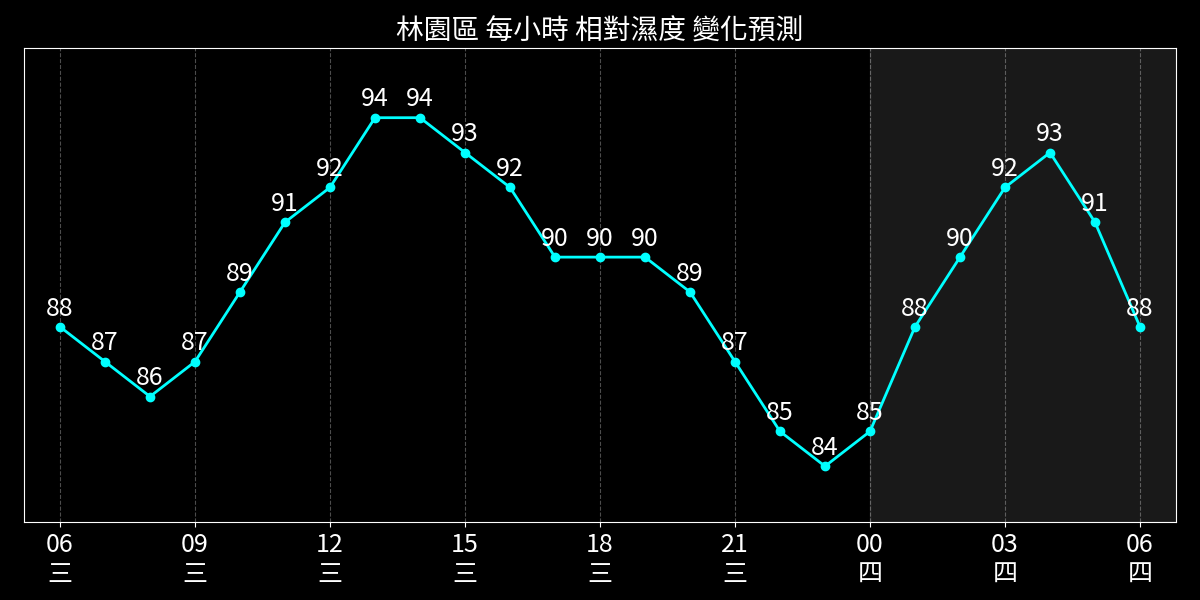 林園區 每小時 相對濕度 變化預測
88 87 86 87 89 91 92 94 94 93 92 90 90 90 89 87 85 84 85 88 90 92 93 91 88
06 09 12 15 18 21 00 03 06
三 三 三 三 三 三 四 四 四